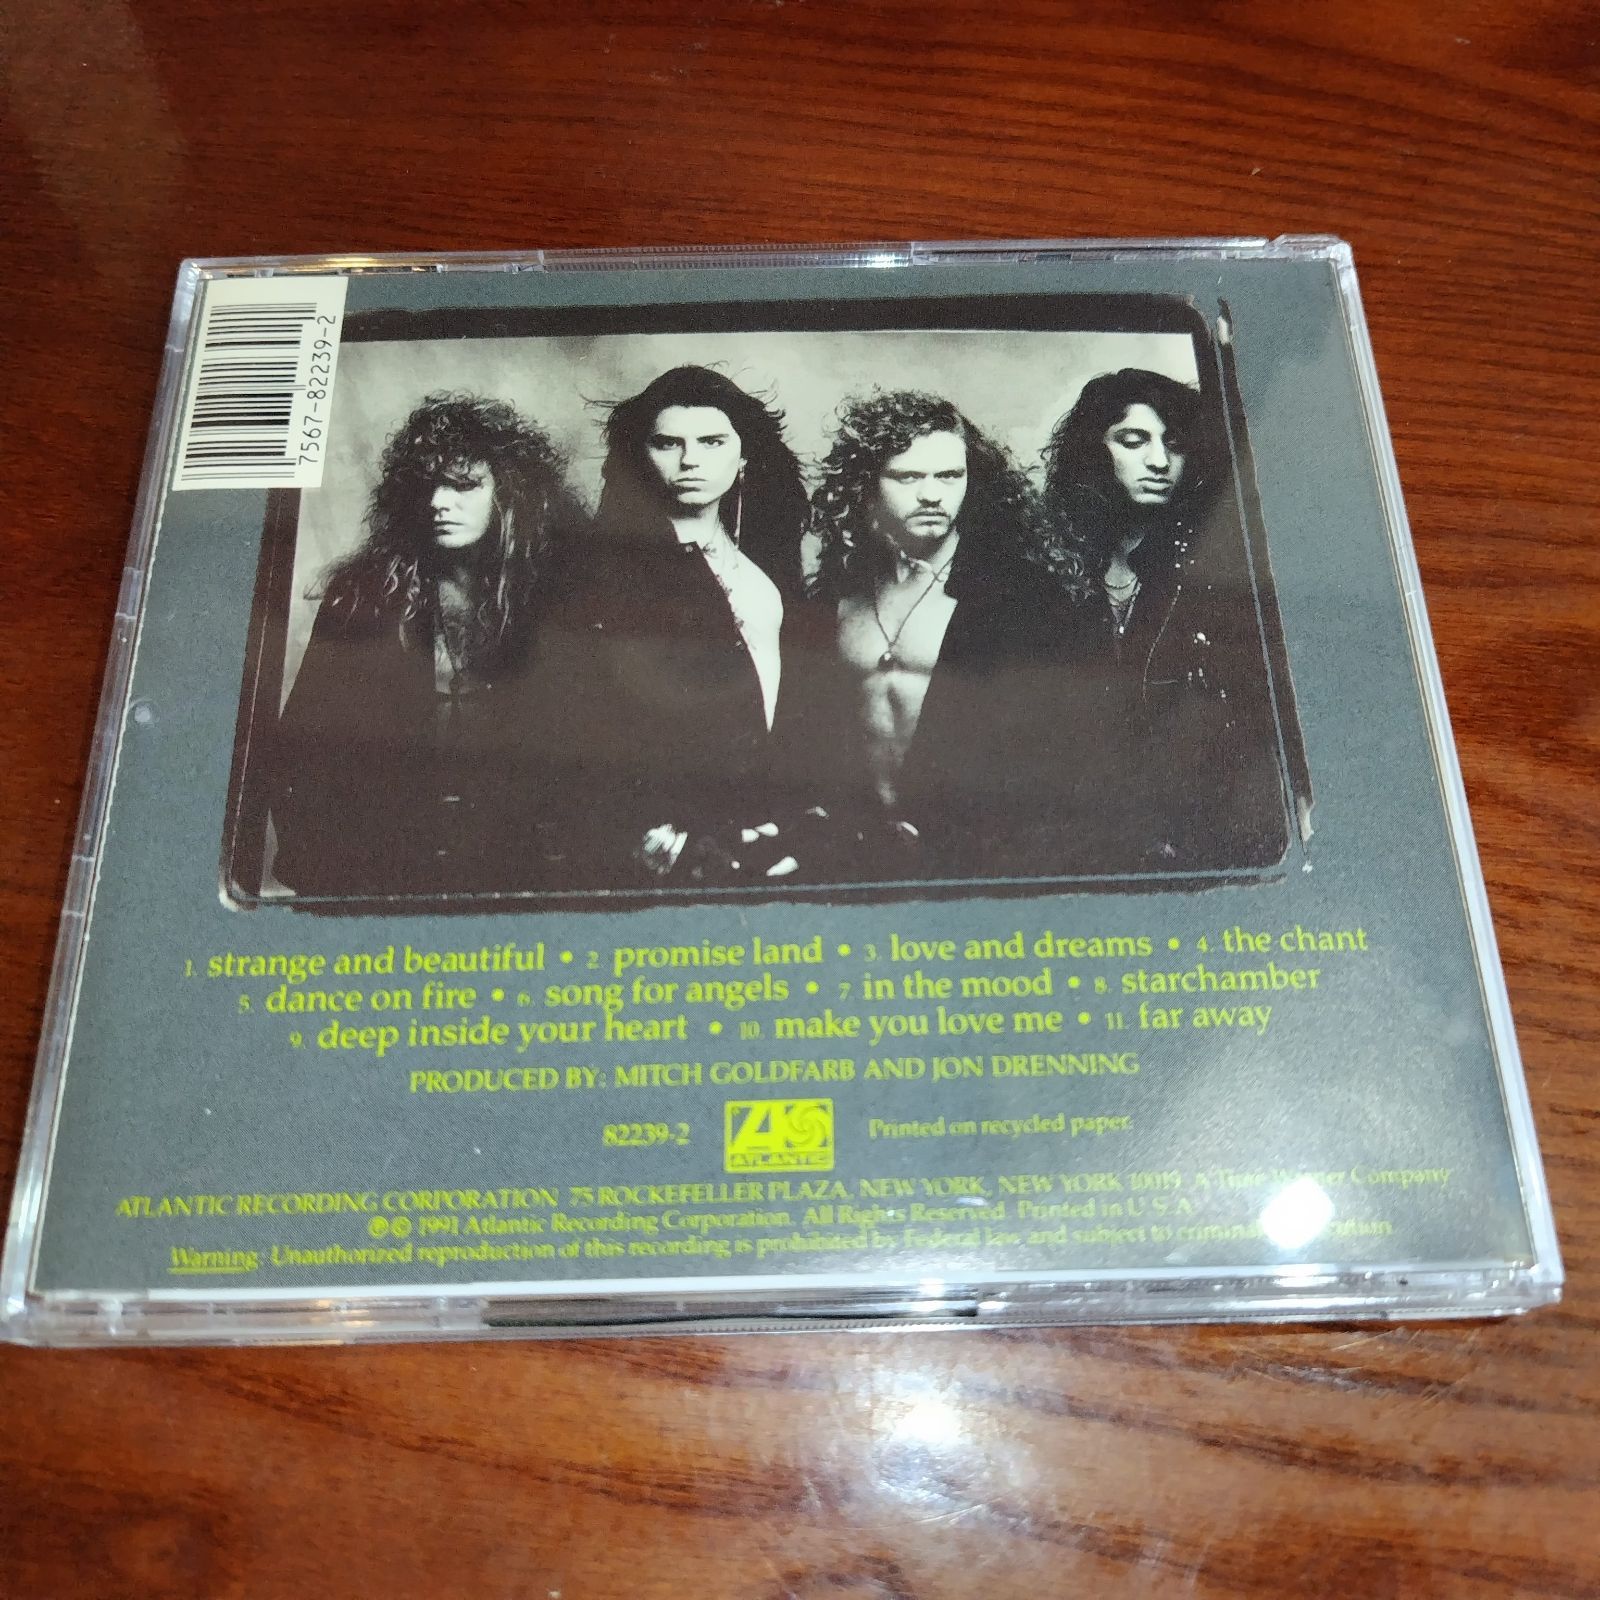 7567-82239-2
1. strange and beautiful • 2. promise land • 3. love and dreams • 4. the chant
5. dance on fire • 6. song for angels • 7. in the mood • 8. starchamber
9. deep inside your heart • 10. make you love me • 11. far away
PRODUCED BY: MITCH GOLDFARB AND JON DRENNING
82239-2 ATLANTIC Printed on recycled paper.
ATLANTIC RECORDING CORPORATION 75 ROCKEFELLER PLAZA, NEW YORK, NEW YORK 10019 A Time Warner Company
℗ © 1991 Atlantic Recording Corporation. All Rights Reserved. Printed in U.S.A.
Warning: Unauthorized reproduction of this recording is prohibited by Federal law and subject to criminal